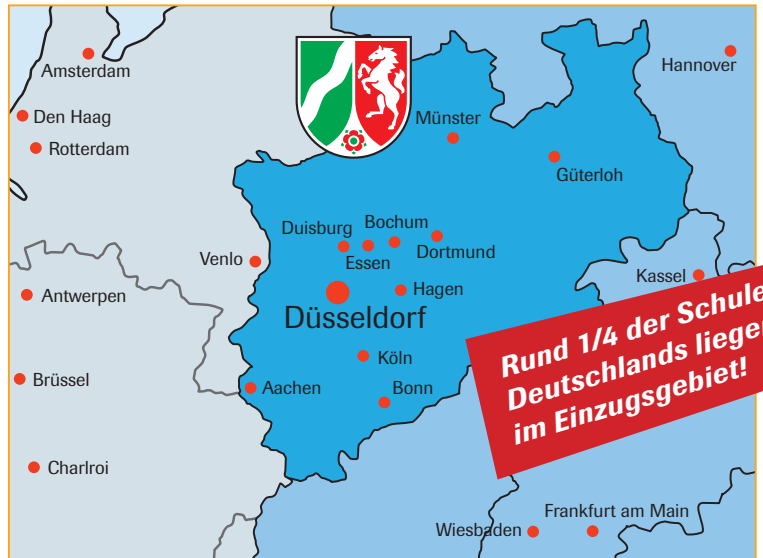 Amsterdam
Hannover
Den Haag
Münster
Rotterdam
Güterloh
Duisburg
Bochum
Dortmund
Essen
Venlo
Kassel
Antwerpen
Hagen
Düsseldorf
Rund 1/4 der Schule
Deutschlands liege
im Einzugsgebiet!
Köln
Brüssel
Aachen
Bonn
Charlroi
Wiesbaden
Frankfurt am Main